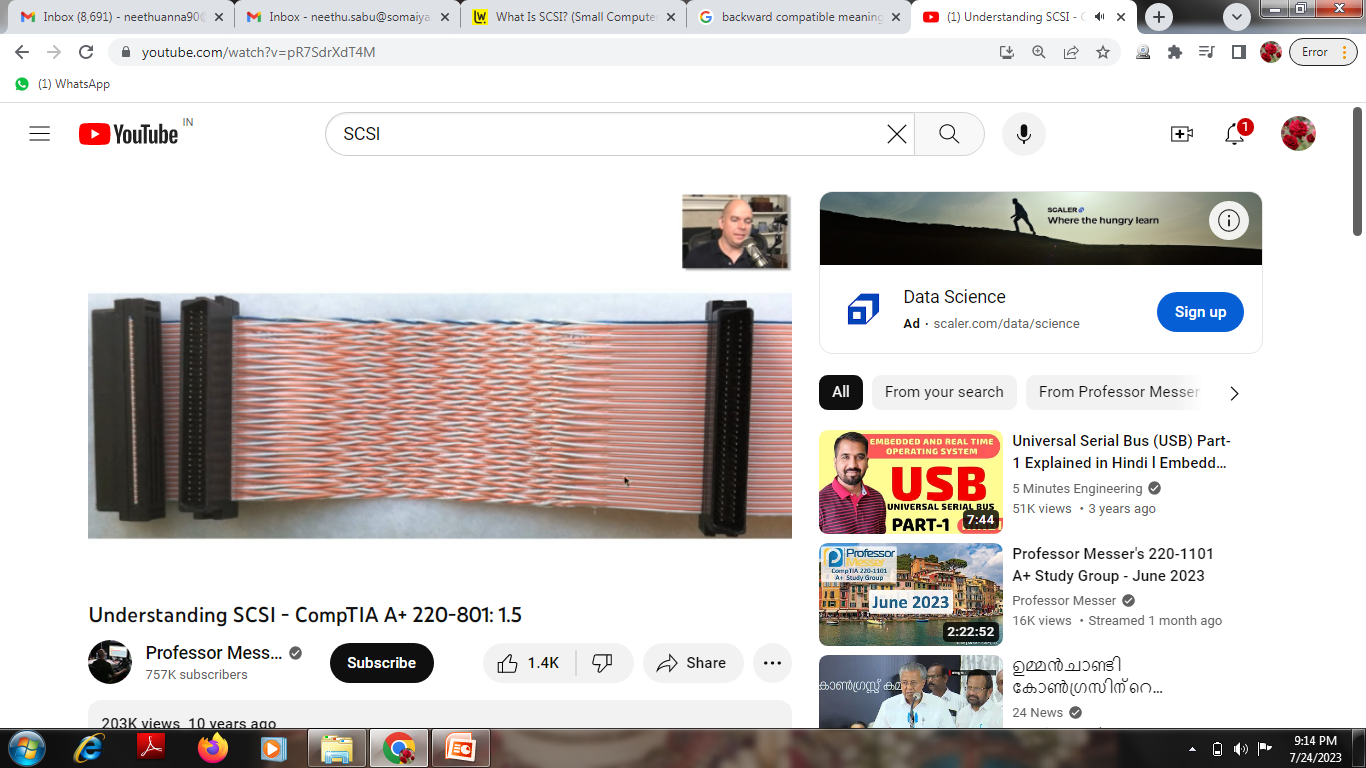 Inbox (8,691) - neethuanna90
Inbox - neethu.sabu@somaiya
What Is SCSI? (Small Computer
backward compatible meaning
(1) Understanding SCSI - C
youtube.com/watch?v=pR7SdrXdT4M
Error
(1) WhatsApp
YouTube IN
SCSI
1
SCALER
Where the hungry learn
Data Science
Ad · scaler.com/data/science
Sign up
All
From your search
From Professor Messer
EMBEDDED AND REAL TIME
OPERATING SYSTEM
USB
UNIVERSAL SERIAL BUS
PART-1
7:44
Universal Serial Bus (USB) Part-
1 Explained in Hindi l Embedd...
5 Minutes Engineering
51K views • 3 years ago
Professor
Messer
CompTIA 220-1101
A+ Study Group
June 2023
2:22:52
Professor Messer's 220-1101
A+ Study Group - June 2023
Professor Messer
16K views • Streamed 1 month ago
കോൺഗ്രസ്സ് കമ
ഉമ്മൻചാണ്ടി
കോൺഗ്രസിന്റെ...
24 News
Understanding SCSI - CompTIA A+ 220-801: 1.5
Professor Mess...
757K subscribers
Subscribe
1.4K
Share
203K views 10 years ago
9:14 PM
7/24/2023